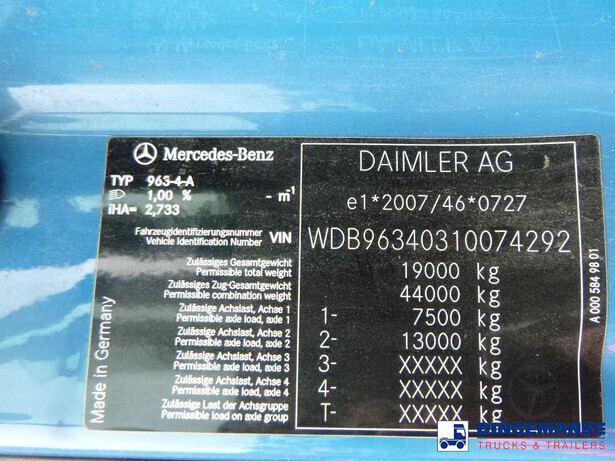 Mercedes-Benz
DAIMLER AG
TYP 963-4-A
1,00 % - m-1
iHA= 2,733
e1*2007/46*0727
Fahrzeugidentifizierungsnummer
Vehicle Identification Number VIN WDB96340310074292
Zulässiges Gesamtgewicht
Permissible total weight 19000 kg
Zulässiges Zug-Gesamtgewicht
Permissible combination weight 44000 kg
Zulässige Achslast, Achse 1
Permissible axle load, axle 1 1- 7500 kg
Zulässige Achslast, Achse 2
Permissible axle load, axle 2 2- 13000 kg
Zulässige Achslast, Achse 3
Permissible axle load, axle 3 3- XXXXX kg
Zulässige Achslast, Achse 4
Permissible axle load, axle 4 4- XXXXX kg
Zulässige Last der Achsgruppe
Permissible load on axle group T- XXXXX kg
Made in Germany
A 000 584 98 01
TRUCKS & TRAILERS